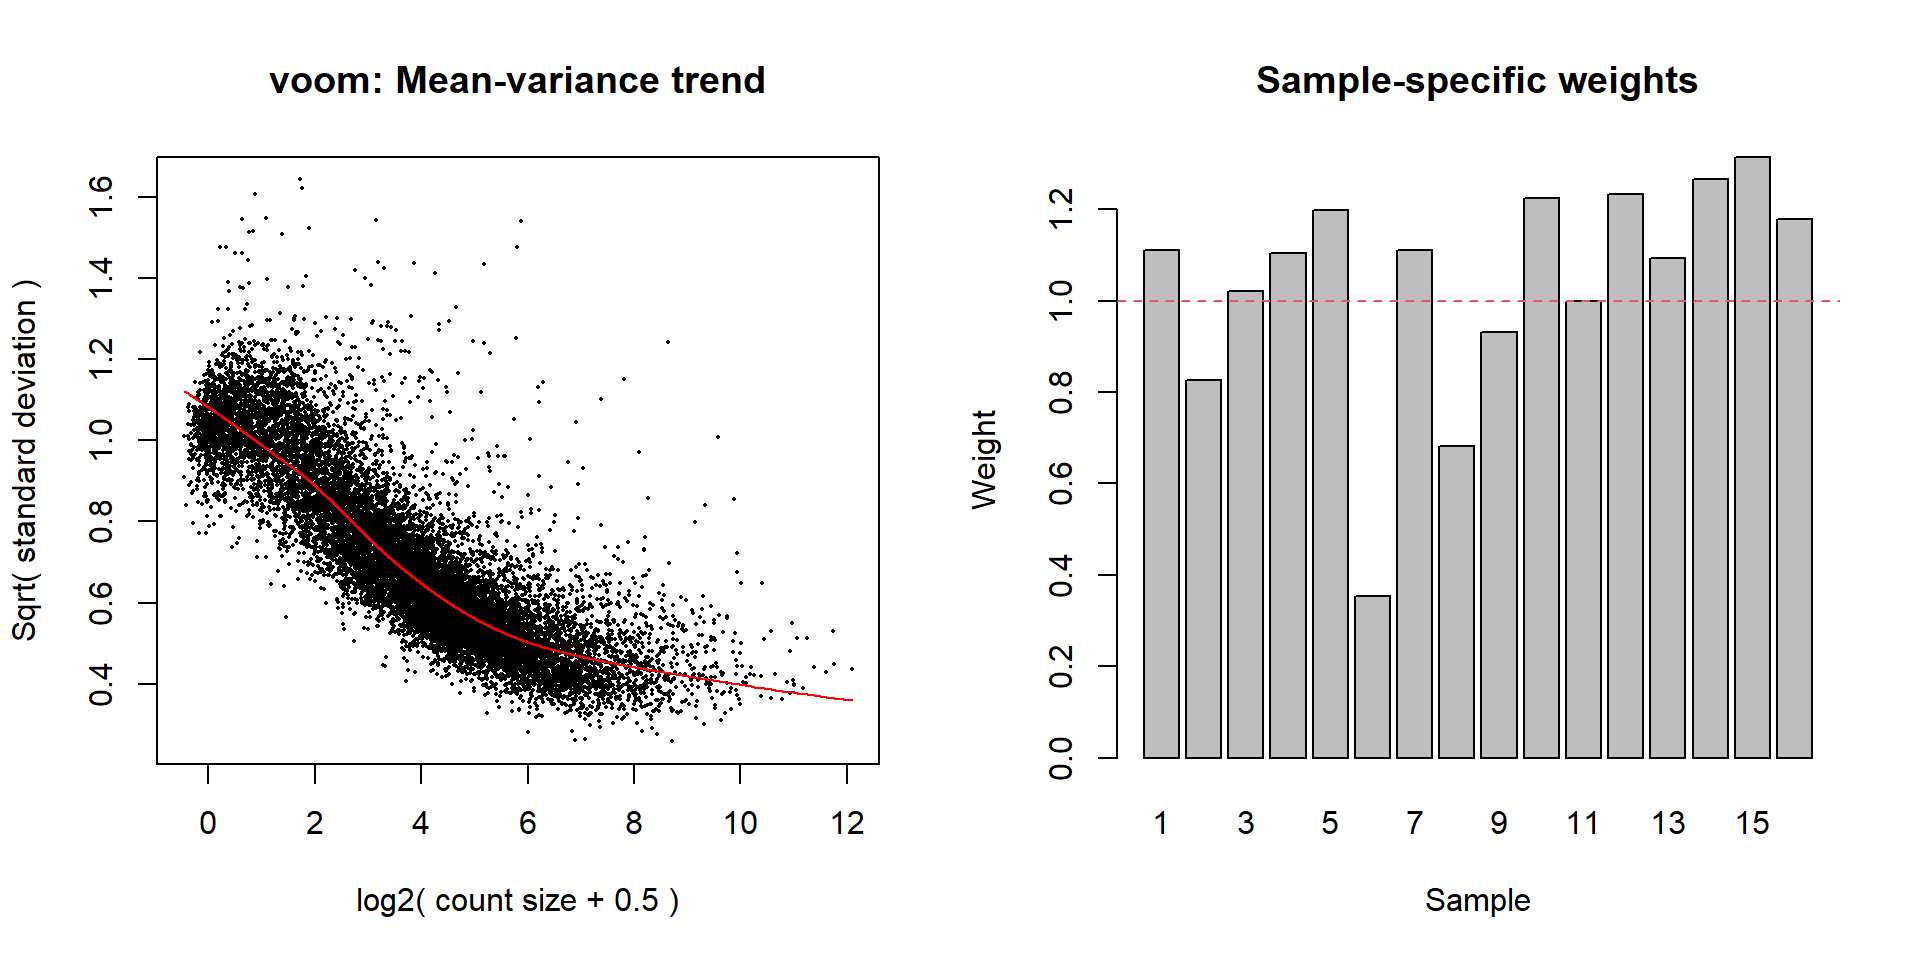 voom: Mean-variance trend
Sqrt( standard deviation )
1.6
1.4
1.2
1.0
0.8
0.6
0.4
0 2 4 6 8 10 12
log2( count size + 0.5 )
Sample-specific weights
Weight
1.2
1.0
0.8
0.6
0.4
0.2
0.0
1 3 5 7 9 11 13 15
Sample